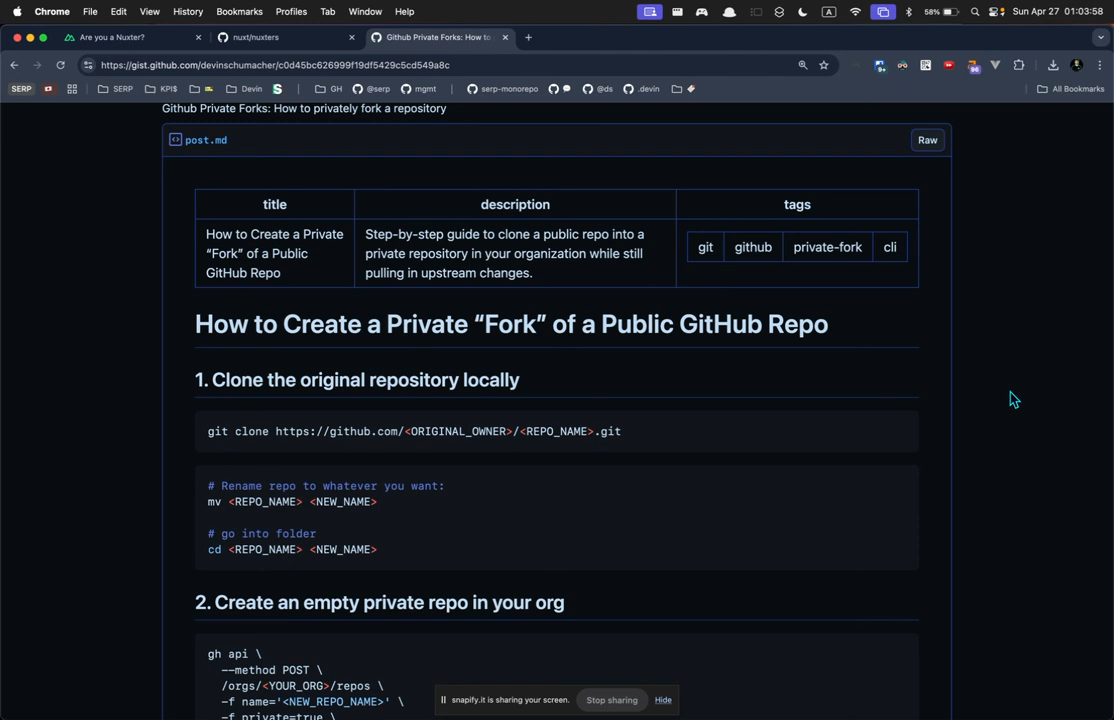 Chrome File Edit View History Bookmarks Profiles Tab Window Help A 58% Sun Apr 27 01:03:58
Are you a Nuxter? nuxt/nuxters Github Private Forks: How to
https://gist.github.com/devinschumacher/c0d45bc626999f19df5429c5cd549a8c
SERP SERP KPI$ Devin GH @serp mgmt serp-monorepo @ds .devin All Bookmarks
Github Private Forks: How to privately fork a repository
post.md Raw
title description tags
How to Create a Private “Fork” of a Public GitHub Repo
Step-by-step guide to clone a public repo into a private repository in your organization while still pulling in upstream changes.
git github private-fork cli
How to Create a Private “Fork” of a Public GitHub Repo
1. Clone the original repository locally
git clone https://github.com/<ORIGINAL_OWNER>/<REPO_NAME>.git
# Rename repo to whatever you want:
mv <REPO_NAME> <NEW_NAME>
# go into folder
cd <REPO_NAME> <NEW_NAME>
2. Create an empty private repo in your org
gh api \
--method POST \
/orgs/<YOUR_ORG>/repos \
-f name='<NEW_REPO_NAME>' \
-f private=true \
snapify.it is sharing your screen. Stop sharing Hide